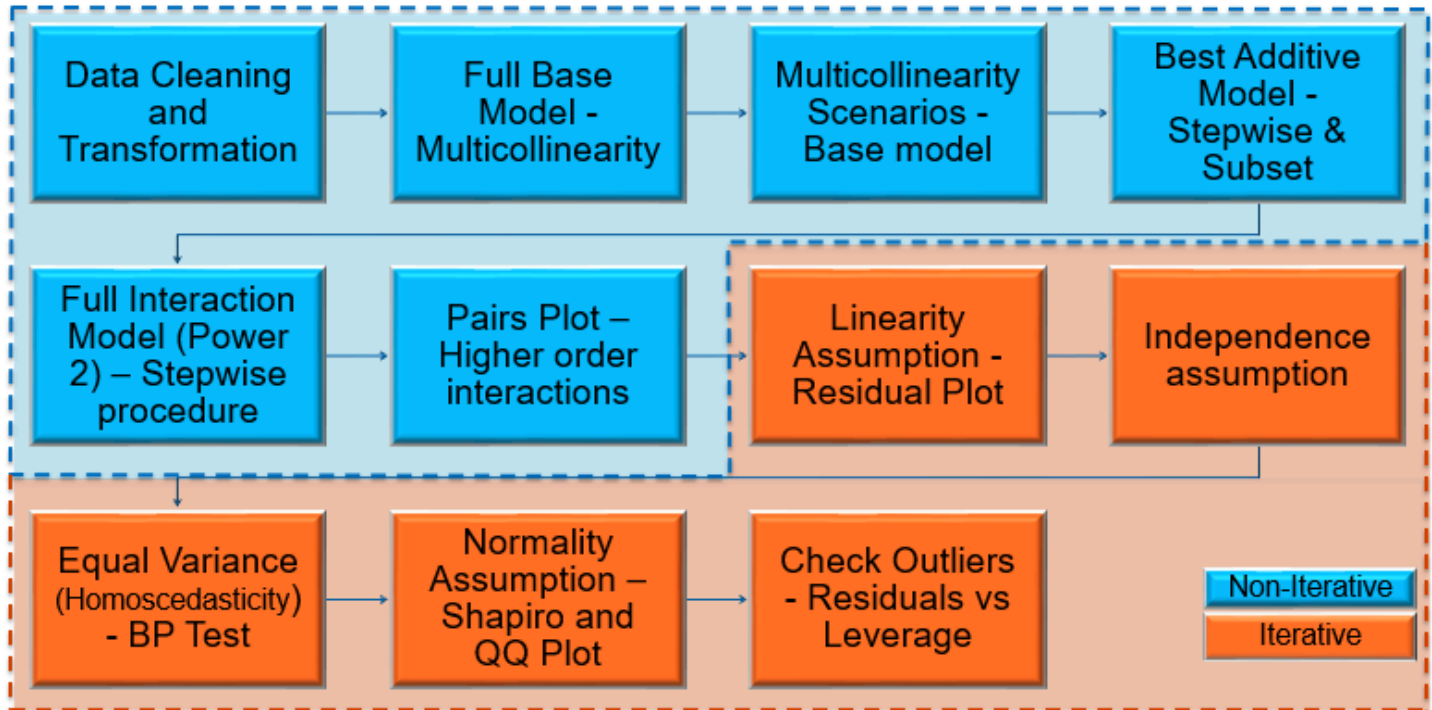 Data Cleaning
and
Transformation
Full Base
Model -
Multicollinearity
Multicollinearity
Scenarios -
Base model
Best Additive
Model -
Stepwise &
Subset
Full Interaction
Model (Power
2) – Stepwise
procedure
Pairs Plot –
Higher order
interactions
Linearity
Assumption -
Residual Plot
Independence
assumption
Equal Variance
(Homoscedasticity)
- BP Test
Normality
Assumption –
Shapiro and
QQ Plot
Check Outliers
- Residuals vs
Leverage
Non-Iterative
Iterative